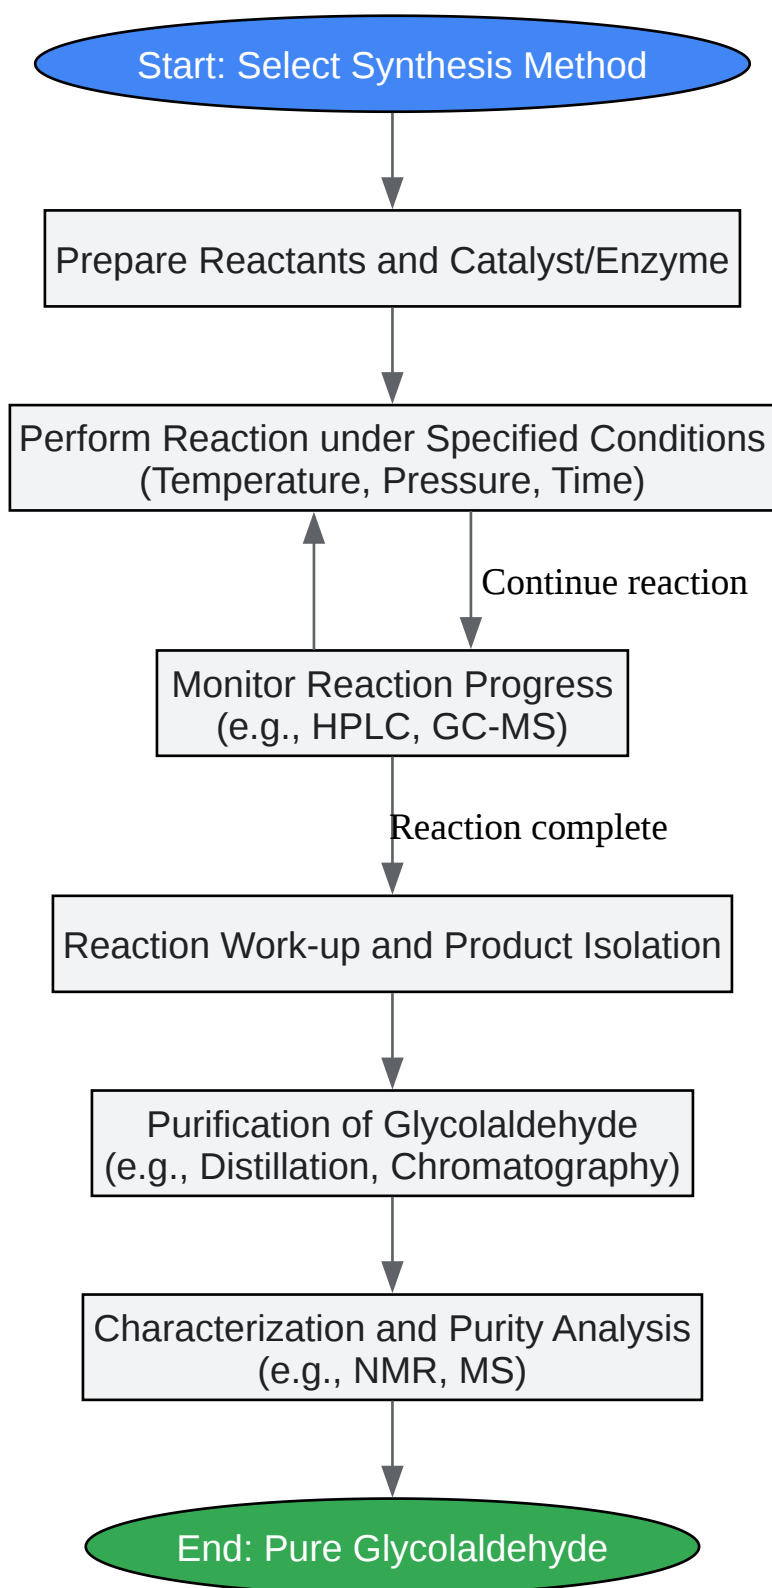 Start: Select Synthesis Method
Prepare Reactants and Catalyst/Enzyme
Perform Reaction under Specified Conditions
(Temperature, Pressure, Time)
Continue reaction
Monitor Reaction Progress
(e.g., HPLC, GC-MS)
Reaction complete
Reaction Work-up and Product Isolation
Purification of Glycolaldehyde
(e.g., Distillation, Chromatography)
Characterization and Purity Analysis
(e.g., NMR, MS)
End: Pure Glycolaldehyde